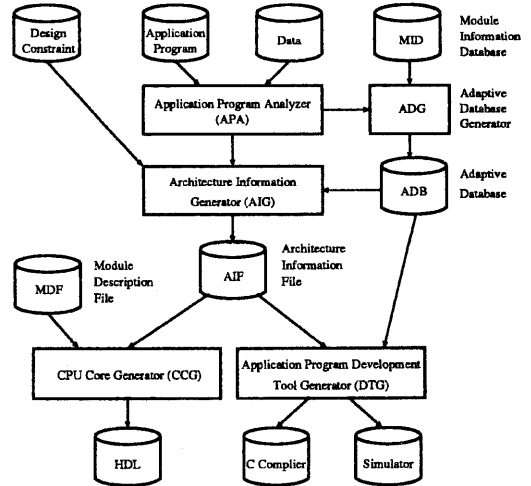 Design
Constraint
Application
Program
Data
MID
Module
Information
Database
Application Program Analyzer
(APA)
ADG
Adaptive
Database
Generator
Architecture Information
Generator (AIG)
ADB
Adaptive
Database
MDF
Module
Description
File
AIF
Architecture
Information
File
CPU Core Generator (CCG)
Application Program Development
Tool Generator (DTG)
HDL
C Complier
Simulator